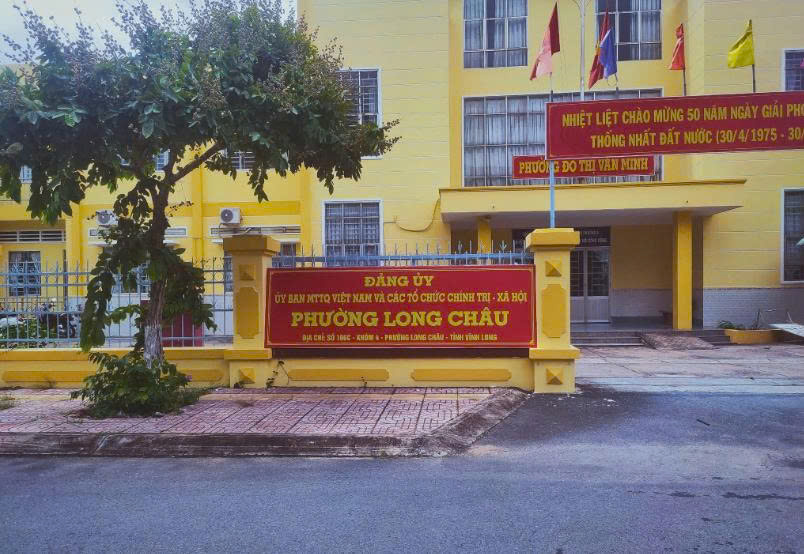 NHIỆT LIỆT CHÀO MỪNG 50 NĂM NGÀY GIẢI PHÓ
THỐNG NHẤT ĐẤT NƯỚC (30/4/1975 - 30/
PHƯỜNG ĐÔ THỊ VĂN MINH
ĐẢNG ỦY
ỦY BAN MTTQ VIỆT NAM VÀ CÁC TỔ CHỨC CHÍNH TRỊ - XÃ HỘI
PHƯỜNG LONG CHÂU
ĐỊA CHỈ: SỐ 106C - KHÓM 4 - PHƯỜNG LONG CHÂU - TỈNH VĨNH LONG